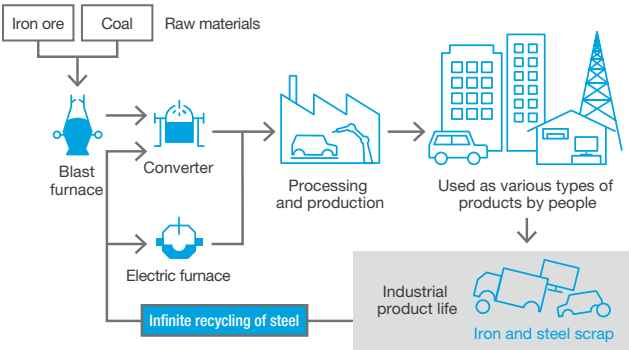 Iron ore
Coal
Raw materials
Blast
furnace
Converter
Electric furnace
Processing
and production
Used as various types of
products by people
Industrial
product life
Iron and steel scrap
Infinite recycling of steel